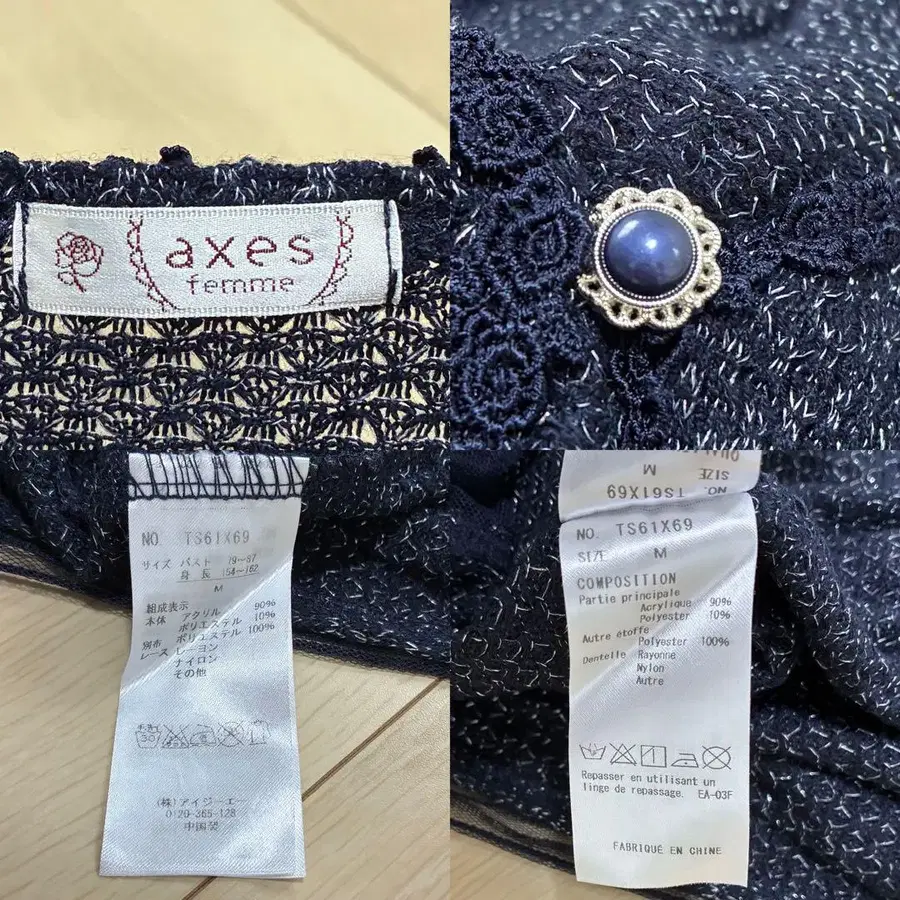 axes
femme
NO. TS61X69
サイズ バスト 79~87
身長 154~162
M
組成表示
本体 アクリル 90%
ポリエステル 10%
別布 ポリエステル 100%
レース レーヨン
ナイロン
その他
手洗イ
30
(株)アイジーエー
0120-365-128
中国製
SIZE M
NO. TS61X69
NO. TS61X69
SIZE M
COMPOSITION
Partie principale
Acrylique 90%
Polyester 10%
Autre étoffe
Polyester 100%
Dentelle Rayonne
Nylon
Autre
Repasser en utilisant un
linge de repassage. EA-03F
FABRIQUÉ EN CHINE